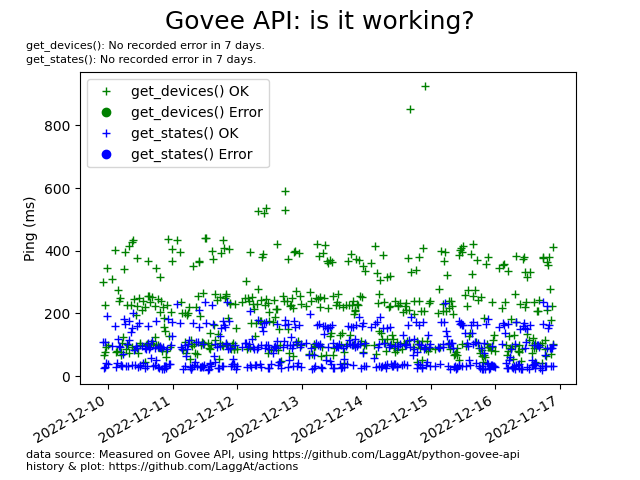 Govee API: is it working?
get_devices(): No recorded error in 7 days.
get_states(): No recorded error in 7 days.
get_devices() OK
get_devices() Error
get_states() OK
get_states() Error
Ping (ms)
800
600
400
200
0
2022-12-10
2022-12-11
2022-12-12
2022-12-13
2022-12-14
2022-12-15
2022-12-16
2022-12-17
data source: Measured on Govee API, using https://github.com/LaggAt/python-govee-api
history & plot: https://github.com/LaggAt/actions